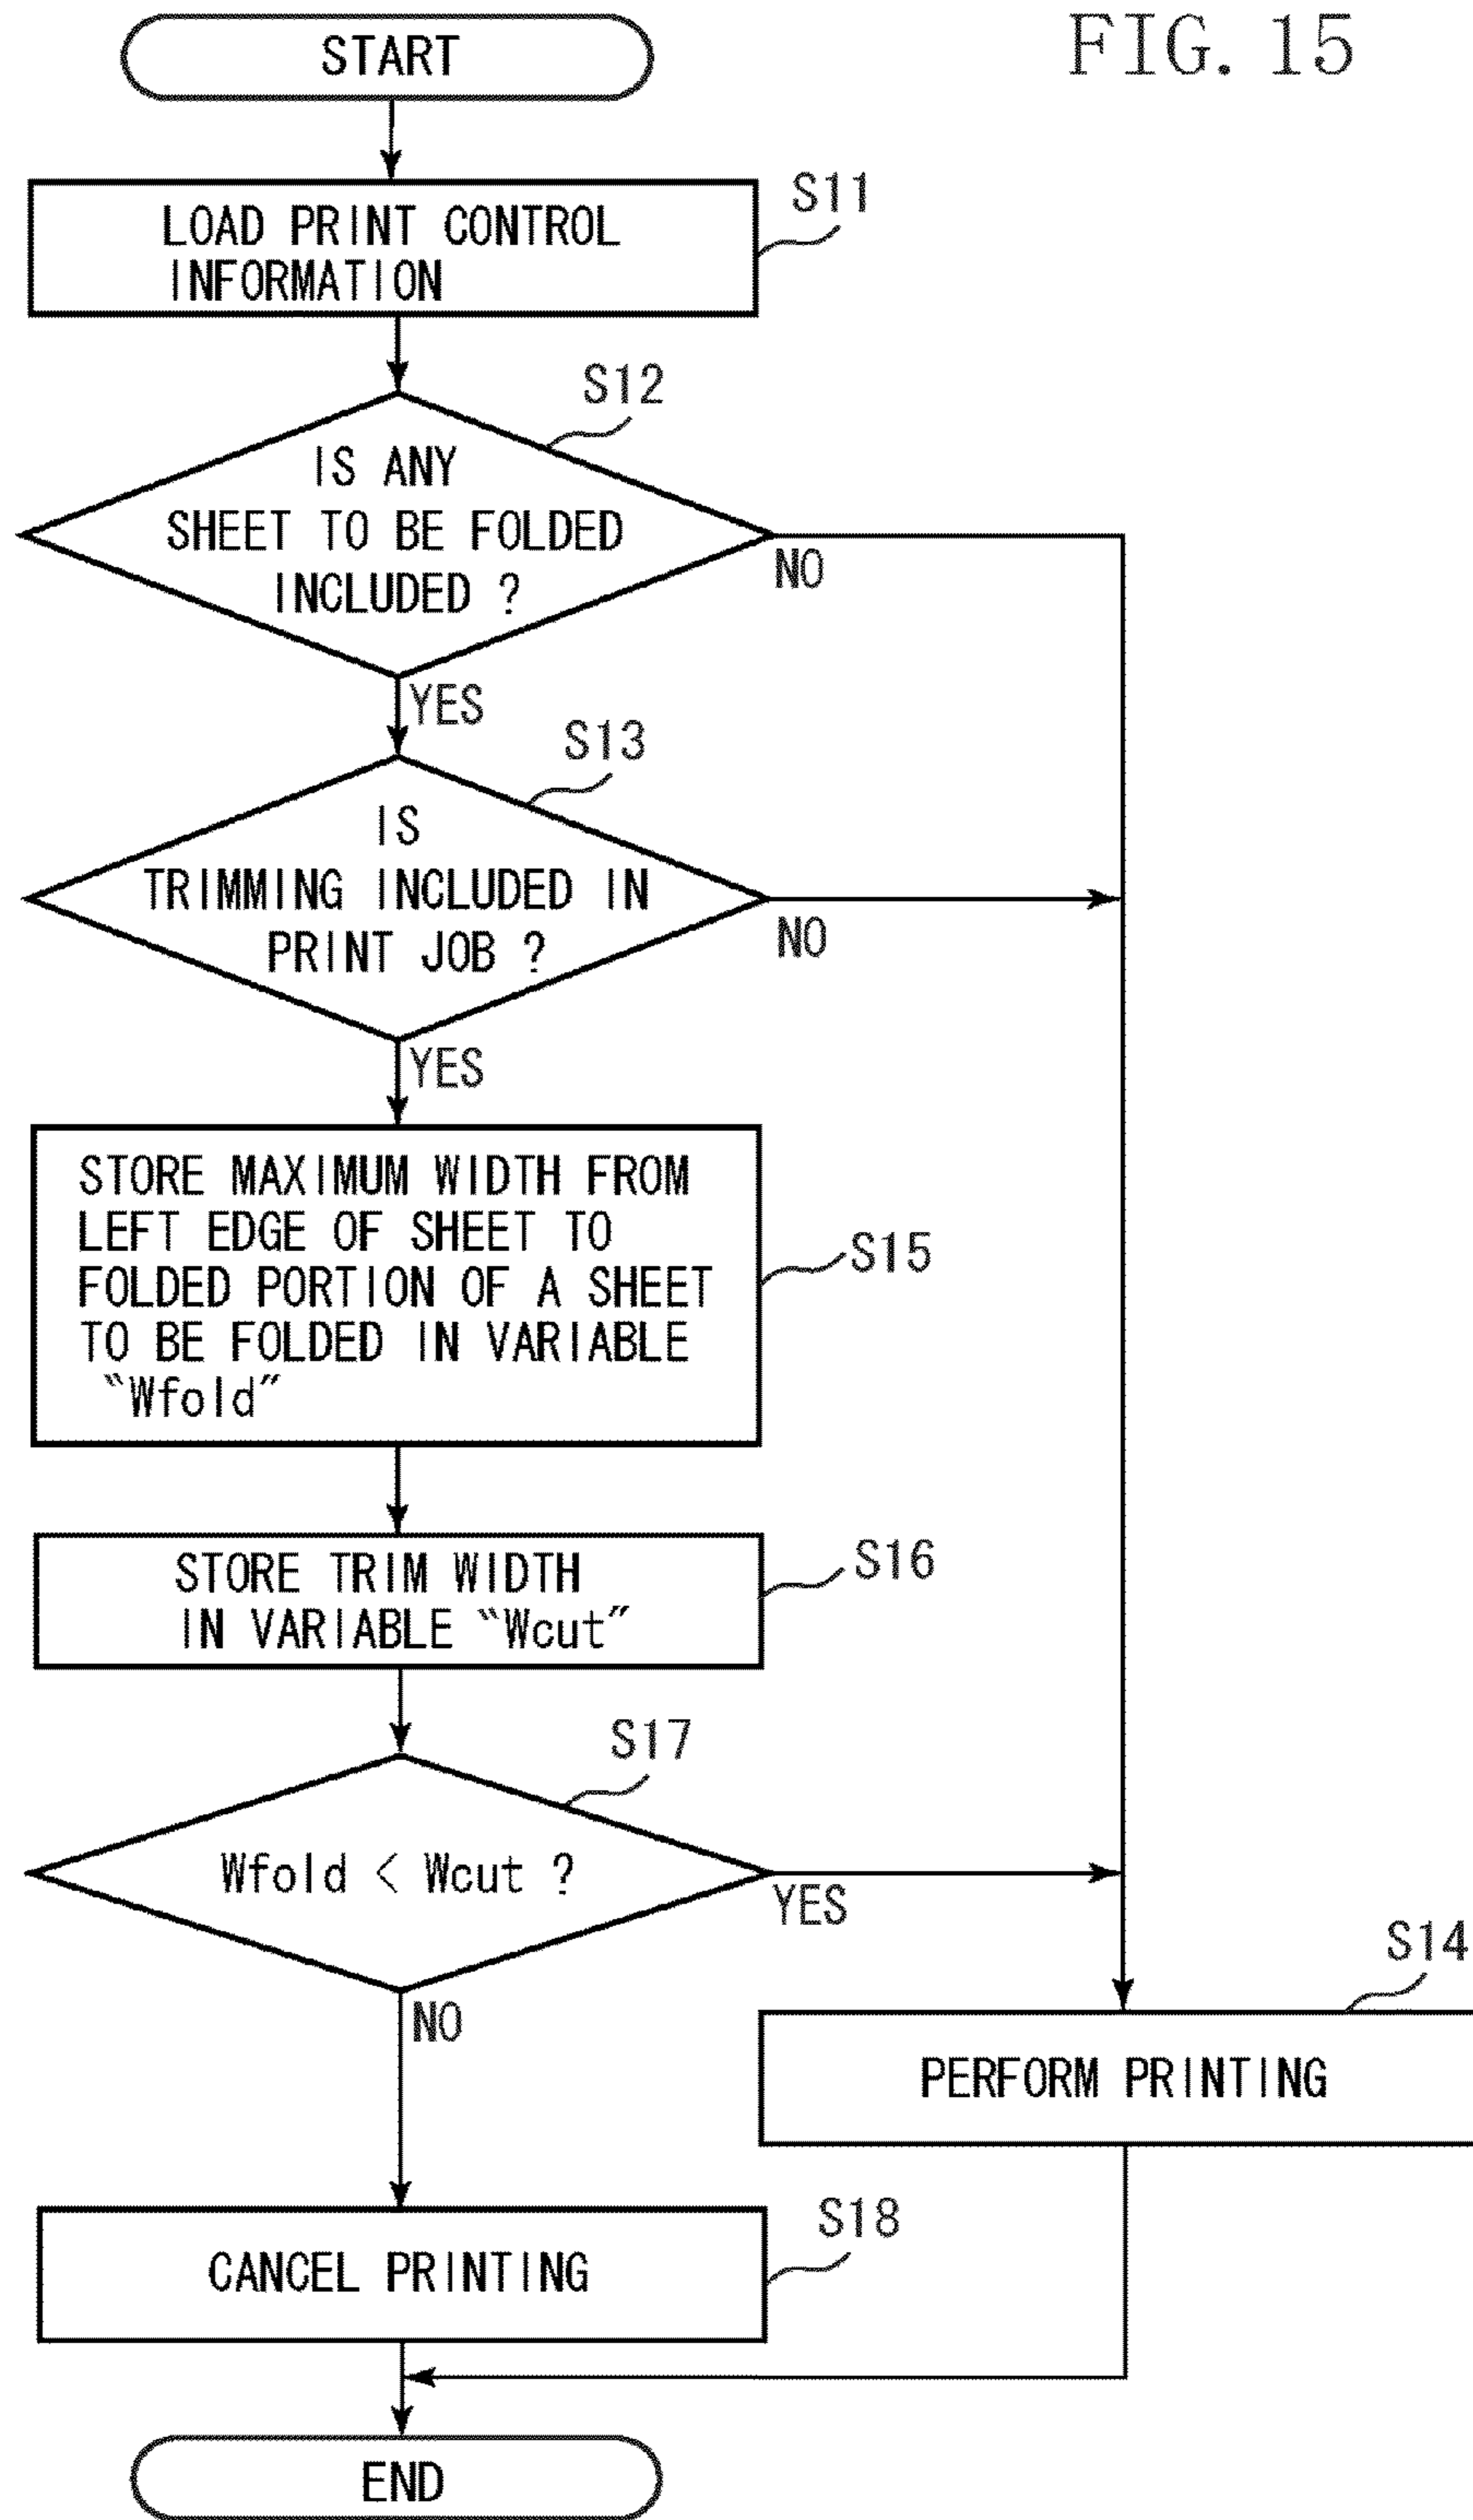 FIG. 15
START
S11
LOAD PRINT CONTROL
INFORMATION
S12
IS ANY
SHEET TO BE FOLDED
INCLUDED ?
NO
YES
S13
IS
TRIMMING INCLUDED IN
PRINT JOB ?
NO
YES
STORE MAXIMUM WIDTH FROM
LEFT EDGE OF SHEET TO
FOLDED PORTION OF A SHEET
TO BE FOLDED IN VARIABLE
“Wfold”
S15
STORE TRIM WIDTH
IN VARIABLE “Wcut”
S16
S17
Wfold < Wcut ?
YES
NO
S14
PERFORM PRINTING
S18
CANCEL PRINTING
END